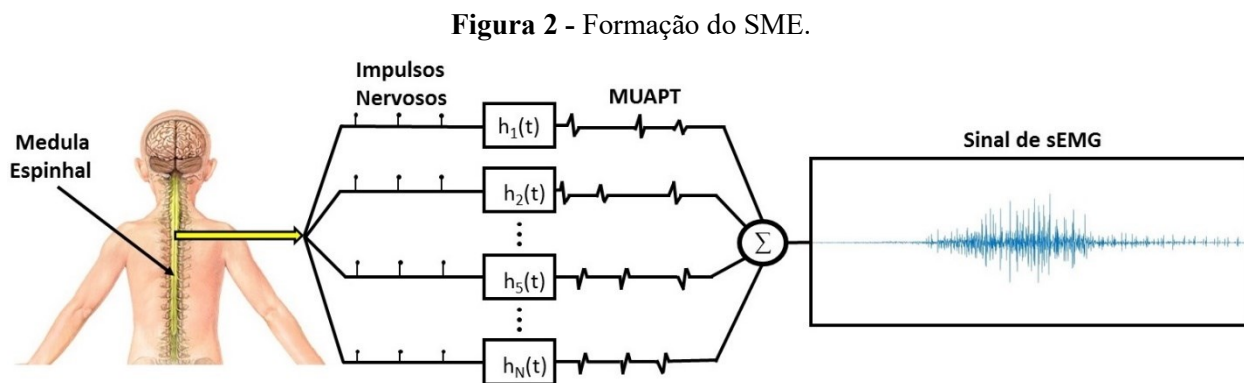 Figura 2 - Formação do SME.
Impulsos
Nervosos
MUAPT
Sinal de sEMG
Medula
Espinhal
h₁(t)
h₂(t)
h₅(t)
hN(t)
Σ